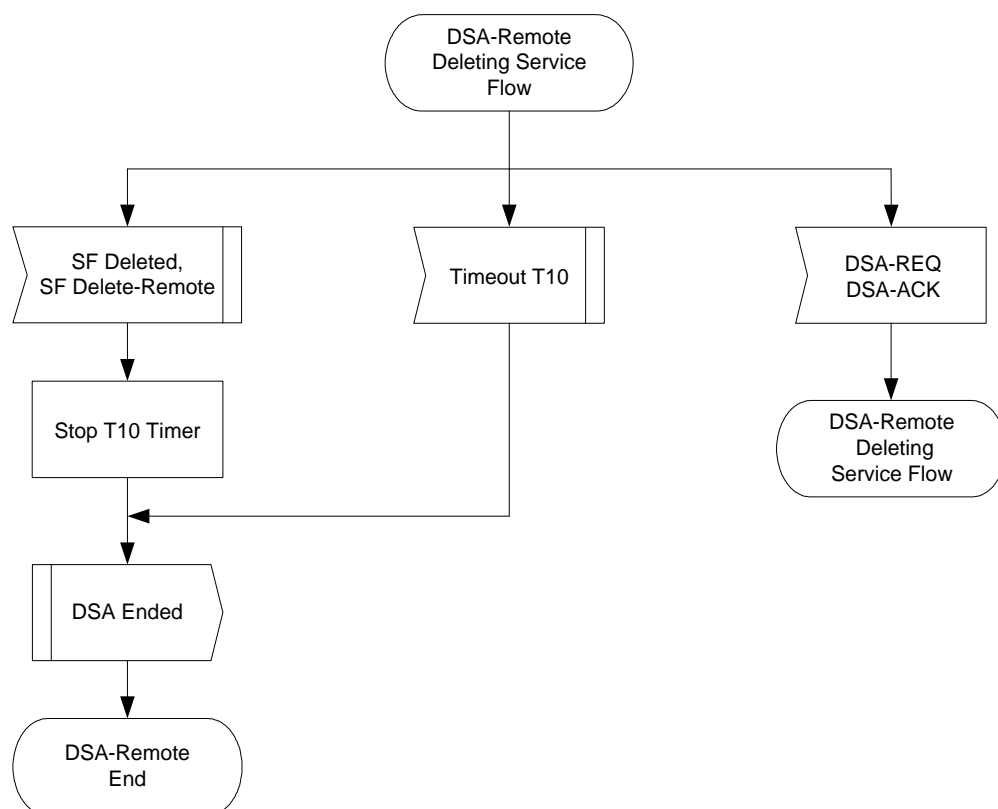 DSA-Remote
Deleting Service
Flow
SF Deleted,
SF Delete-Remote
Timeout T10
DSA-REQ
DSA-ACK
Stop T10 Timer
DSA-Remote
Deleting
Service Flow
DSA Ended
DSA-Remote
End